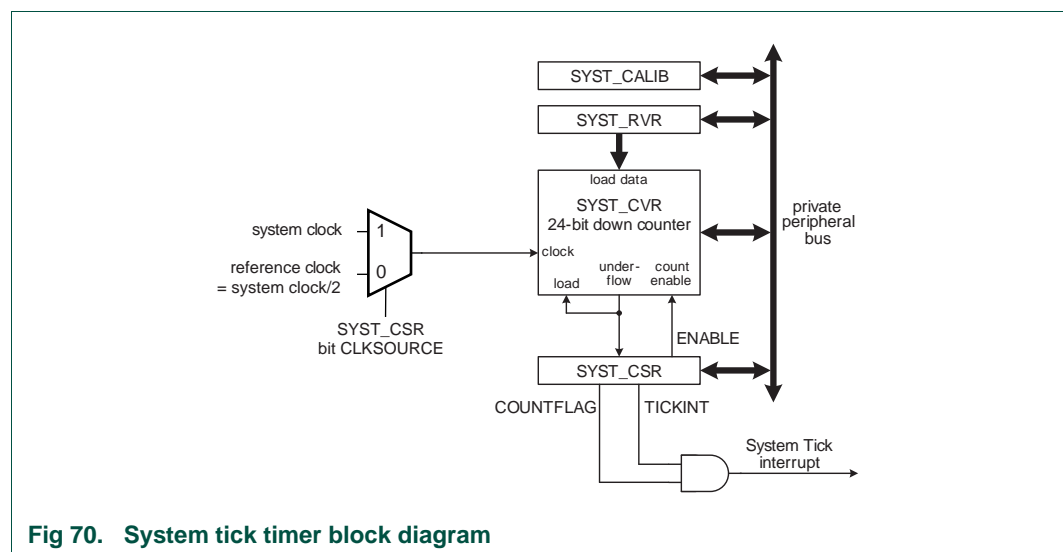 SYST_CALIB
SYST_RVR
load data
SYST_CVR
24-bit down counter
private
peripheral
bus
system clock
1
clock
reference clock
= system clock/2
0
under-
flow
count
enable
load
SYST_CSR
bit CLKSOURCE
ENABLE
SYST_CSR
COUNTFLAG
TICKINT
System Tick
interrupt
Fig 70. System tick timer block diagram